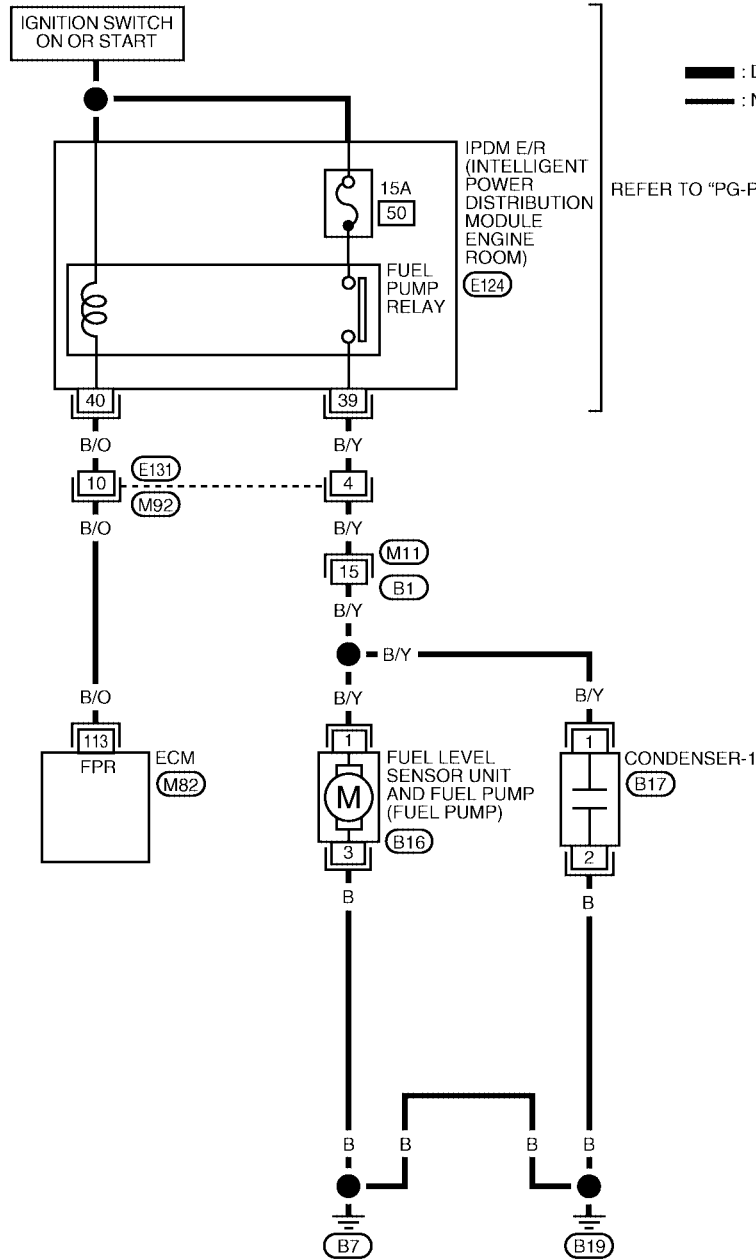 IGNITION SWITCH
ON OR START
: D
: N
IPDM E/R
(INTELLIGENT
POWER
DISTRIBUTION
MODULE
ENGINE
ROOM)
E124
REFER TO “PG-P
15A
50
FUEL
PUMP
RELAY
40
39
B/O
B/Y
10
E131
M92
4
B/O
B/Y
15
M11
B1
B/Y
B/Y
B/O
B/Y
B/Y
113
FPR
ECM
M82
1
M
3
FUEL LEVEL
SENSOR UNIT
AND FUEL PUMP
(FUEL PUMP)
B16
1
2
CONDENSER-1
B17
B
B
B
B
B
B
B7
B19